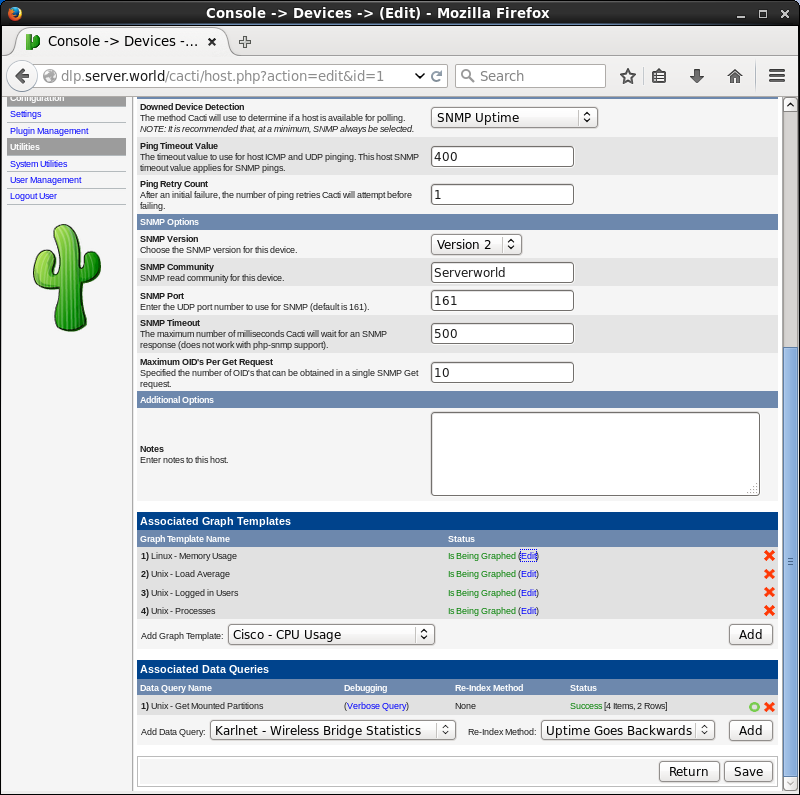 Console -> Devices -> (Edit) - Mozilla Firefox
Console -> Devices -...
dlp.server.world/cacti/host.php?action=edit&id=1
Search
Configuration
Settings
Plugin Management
Utilities
System Utilities
User Management
Logout User
Downed Device Detection
The method Cacti will use to determine if a host is available for polling.
NOTE: It is recommended that, at a minimum, SNMP always be selected.
SNMP Uptime
Ping Timeout Value
The timeout value to use for host ICMP and UDP pinging. This host SNMP
timeout value applies for SNMP pings.
400
Ping Retry Count
After an initial failure, the number of ping retries Cacti will attempt before
failing.
1
SNMP Options
SNMP Version
Choose the SNMP version for this device.
Version 2
SNMP Community
SNMP read community for this device.
Serverworld
SNMP Port
Enter the UDP port number to use for SNMP (default is 161).
161
SNMP Timeout
The maximum number of milliseconds Cacti will wait for an SNMP
response (does not work with php-snmp support).
500
Maximum OID's Per Get Request
Specified the number of OID's that can be obtained in a single SNMP Get
request.
10
Additional Options
Notes
Enter notes to this host.
Associated Graph Templates
Graph Template Name Status
1) Linux - Memory Usage Is Being Graphed (Edit)
2) Unix - Load Average Is Being Graphed (Edit)
3) Unix - Logged in Users Is Being Graphed (Edit)
4) Unix - Processes Is Being Graphed (Edit)
Add Graph Template: Cisco - CPU Usage Add
Associated Data Queries
Data Query Name Debugging Re-Index Method Status
1) Unix - Get Mounted Partitions (Verbose Query) None Success [4 Items, 2 Rows]
Add Data Query: Karlnet - Wireless Bridge Statistics Re-Index Method: Uptime Goes Backwards Add
Return Save